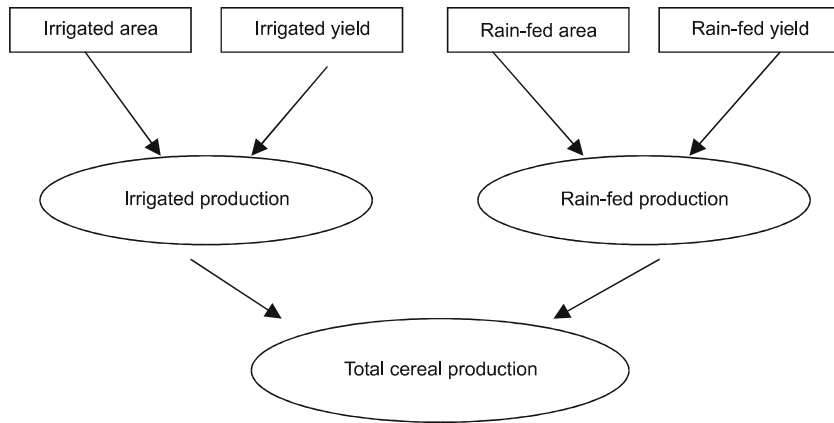 Irrigated area
Irrigated yield
Rain-fed area
Rain-fed yield
Irrigated production
Rain-fed production
Total cereal production